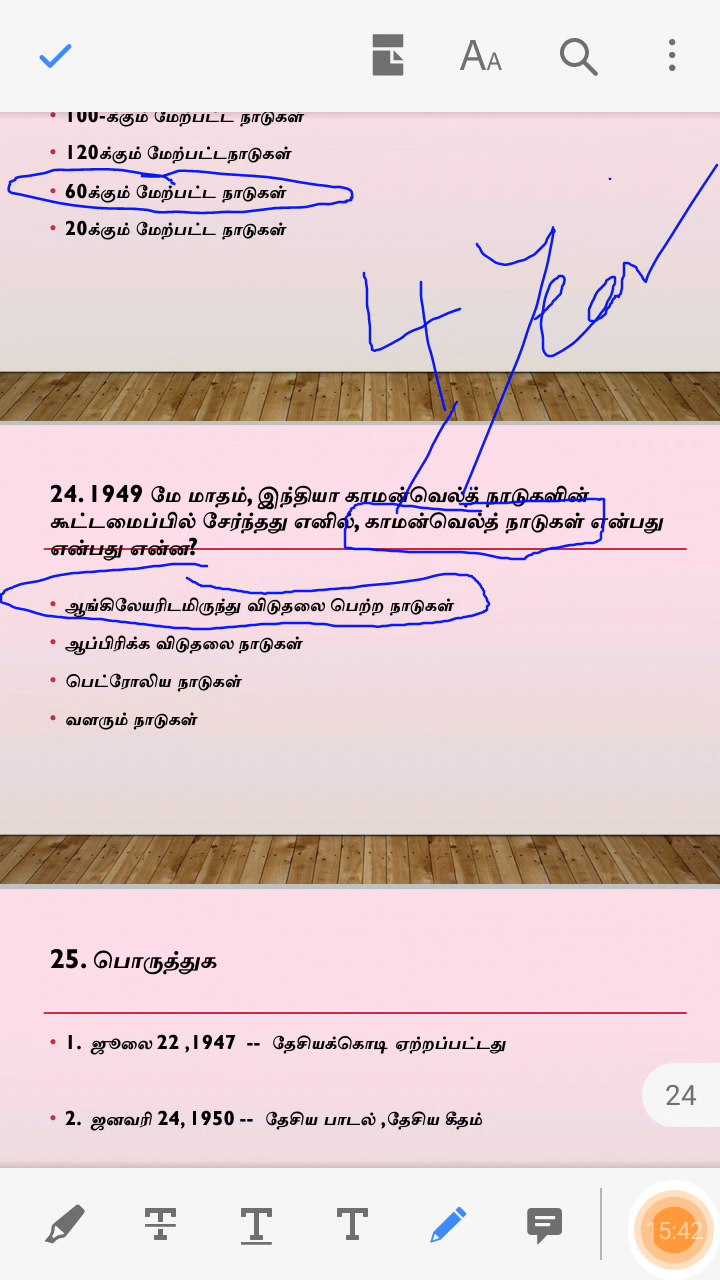 AA
100-க்கும் மேற்பட்ட நாடுகள்
120க்கும் மேற்பட்டநாடுகள்
60க்கும் மேற்பட்ட நாடுகள்
20க்கும் மேற்பட்ட நாடுகள்
4 Year
24. 1949 மே மாதம், இந்தியா காமன்வெல்த் நாடுகளின்
கூட்டமைப்பில் சேர்ந்தது எனில், காமன்வெல்த் நாடுகள் என்பது
என்பது என்ன?
ஆங்கிலேயரிடமிருந்து விடுதலை பெற்ற நாடுகள்
ஆப்பிரிக்க விடுதலை நாடுகள்
பெட்ரோலிய நாடுகள்
வளரும் நாடுகள்
25. பொருத்துக
1. ஜூலை 22 ,1947 -- தேசியக்கொடி ஏற்றப்பட்டது
24
2. ஜனவரி 24, 1950 -- தேசிய பாடல் ,தேசிய கீதம்
T T T
15:42